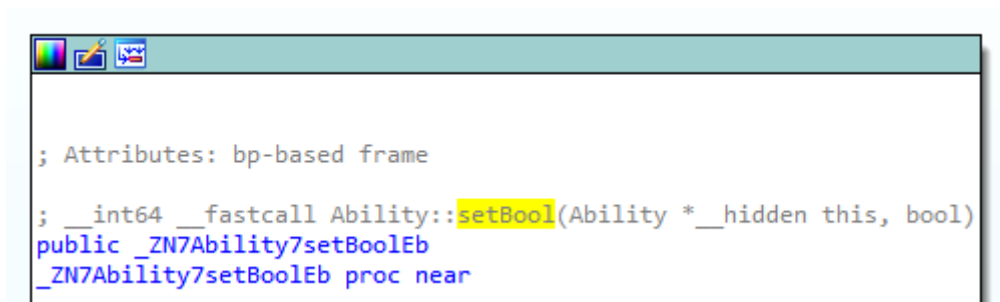 ; Attributes: bp-based frame
; __int64 __fastcall Ability::setBool(Ability *__hidden this, bool)
public _ZN7Ability7setBoolEb
_ZN7Ability7setBoolEb proc near